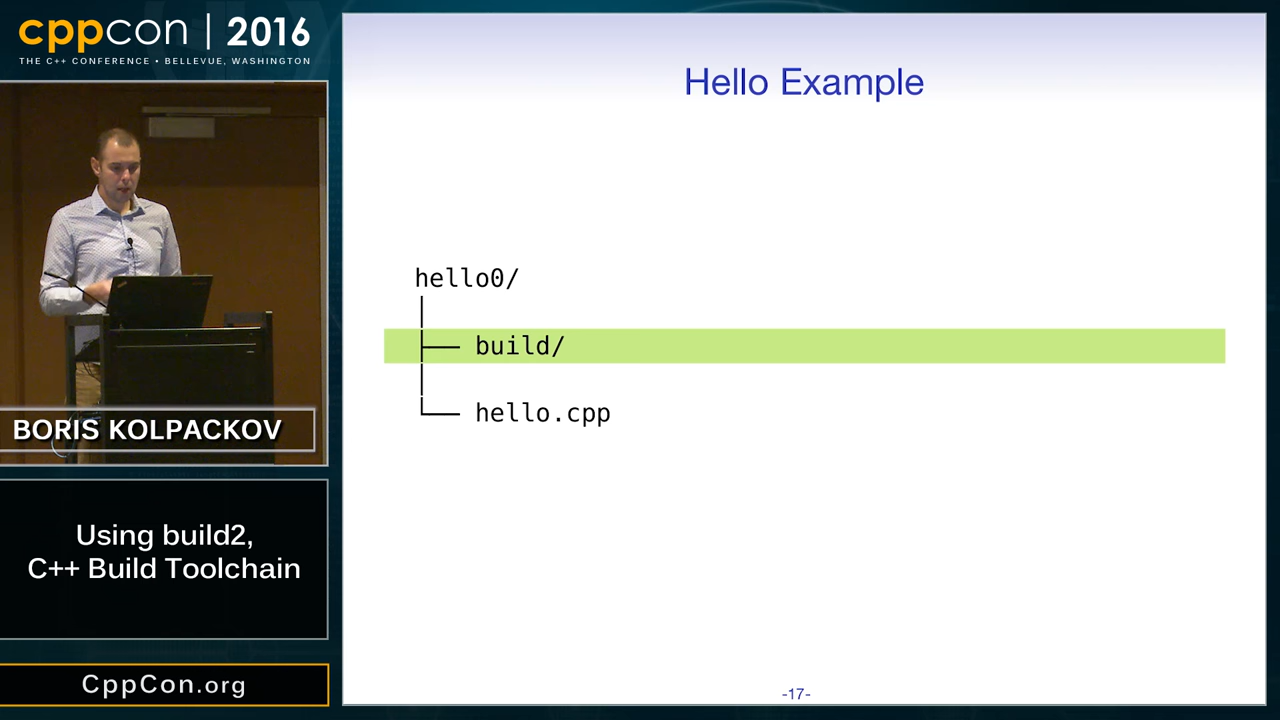 cppcon | 2016
THE C++ CONFERENCE • BELLEVUE, WASHINGTON
BORIS KOLPACKOV
Using build2,
C++ Build Toolchain
CppCon.org
Hello Example
hello0/
├── build/
└── hello.cpp
-17-